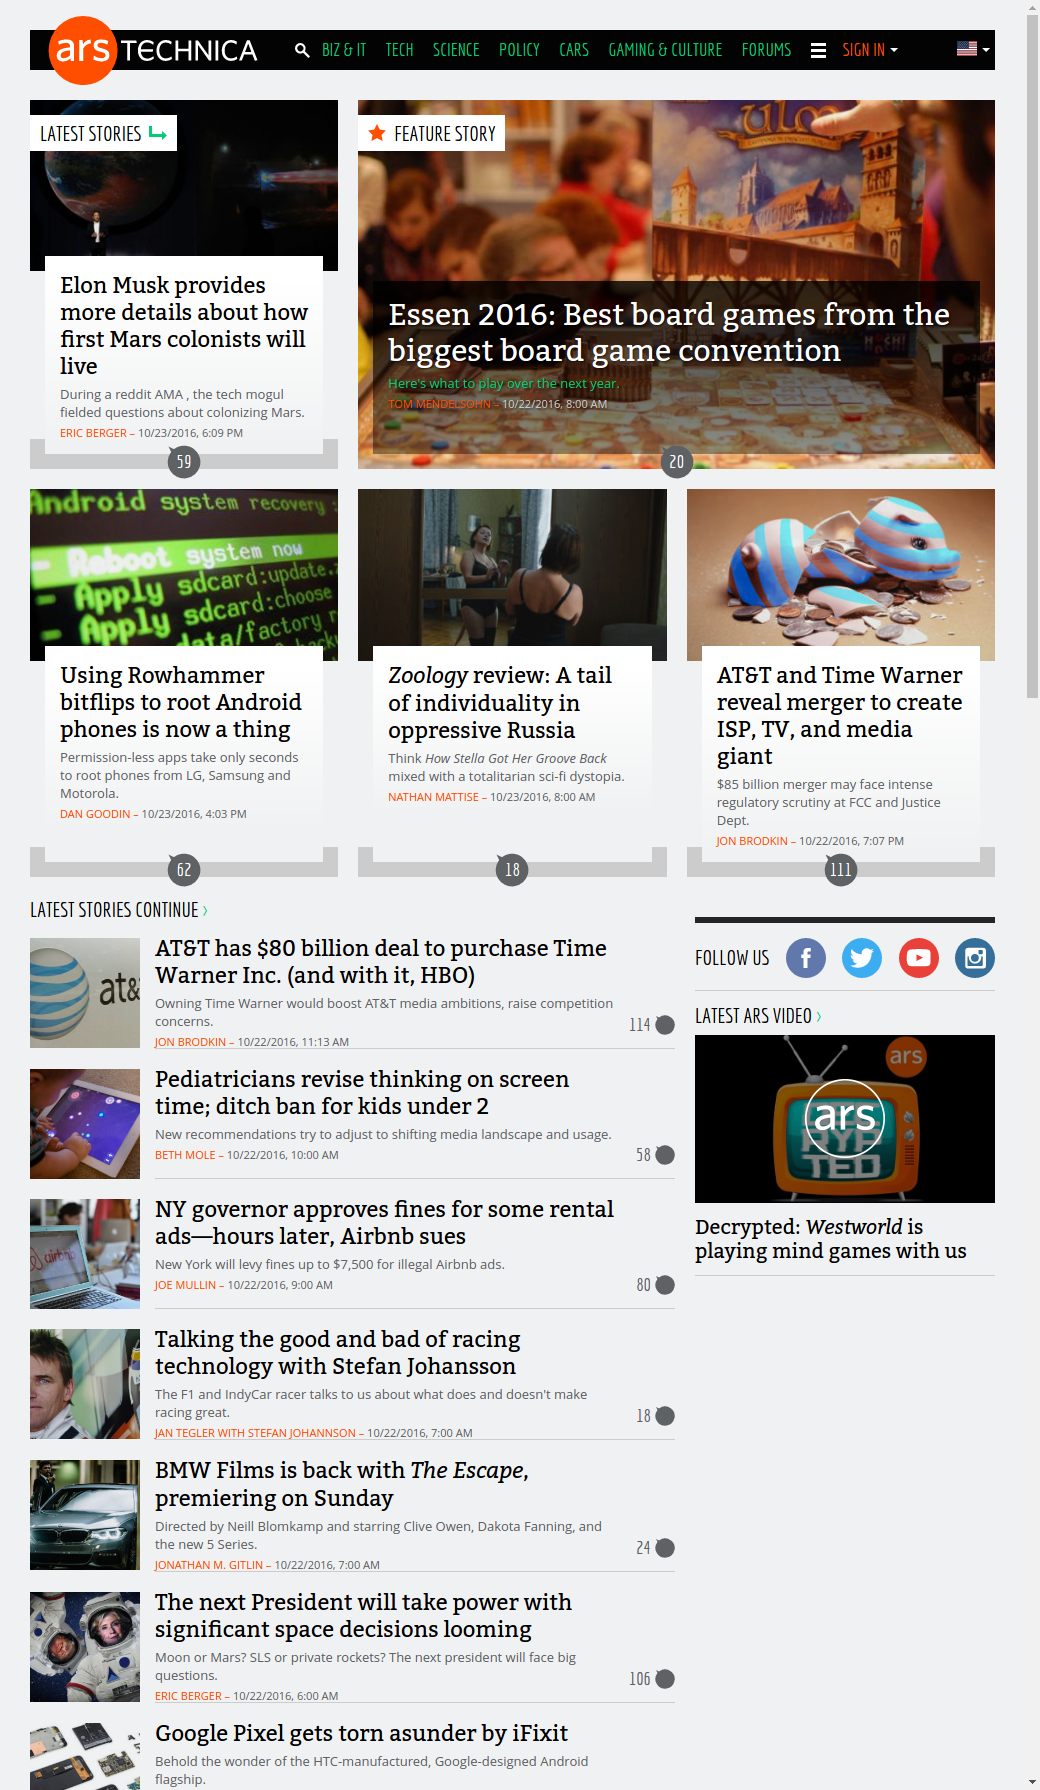 ars TECHNICA
BIZ & IT TECH SCIENCE POLICY CARS GAMING & CULTURE FORUMS SIGN IN
LATEST STORIES
Elon Musk provides
more details about how
first Mars colonists will
live
During a reddit AMA , the tech mogul
fielded questions about colonizing Mars.
ERIC BERGER – 10/23/2016, 6:09 PM
59
FEATURE STORY
Essen 2016: Best board games from the
biggest board game convention
Here's what to play over the next year.
TOM MENDELSOHN – 10/22/2016, 8:00 AM
20
Android system recovery
- Reboot system now
- Apply sdcard:update.
- Apply sdcard:choose
data/factory
Using Rowhammer
bitflips to root Android
phones is now a thing
Permission-less apps take only seconds
to root phones from LG, Samsung and
Motorola.
DAN GOODIN – 10/23/2016, 4:03 PM
62
Zoology review: A tail
of individuality in
oppressive Russia
Think How Stella Got Her Groove Back
mixed with a totalitarian sci-fi dystopia.
NATHAN MATTISE – 10/23/2016, 8:00 AM
18
AT&T and Time Warner
reveal merger to create
ISP, TV, and media
giant
$85 billion merger may face intense
regulatory scrutiny at FCC and Justice
Dept.
JON BRODKIN – 10/22/2016, 7:07 PM
111
LATEST STORIES CONTINUE ›
at&
AT&T has $80 billion deal to purchase Time
Warner Inc. (and with it, HBO)
Owning Time Warner would boost AT&T media ambitions, raise competition
concerns.
JON BRODKIN – 10/22/2016, 11:13 AM
114
Pediatricians revise thinking on screen
time; ditch ban for kids under 2
New recommendations try to adjust to shifting media landscape and usage.
BETH MOLE – 10/22/2016, 10:00 AM
58
airbnb
NY governor approves fines for some rental
ads—hours later, Airbnb sues
New York will levy fines up to $7,500 for illegal Airbnb ads.
JOE MULLIN – 10/22/2016, 9:00 AM
80
Talking the good and bad of racing
technology with Stefan Johansson
The F1 and IndyCar racer talks to us about what does and doesn't make
racing great.
JAN TEGLER WITH STEFAN JOHANNSON – 10/22/2016, 7:00 AM
18
BMW Films is back with The Escape,
premiering on Sunday
Directed by Neill Blomkamp and starring Clive Owen, Dakota Fanning, and
the new 5 Series.
JONATHAN M. GITLIN – 10/22/2016, 7:00 AM
24
The next President will take power with
significant space decisions looming
Moon or Mars? SLS or private rockets? The next president will face big
questions.
ERIC BERGER – 10/22/2016, 6:00 AM
106
Google Pixel gets torn asunder by iFixit
Behold the wonder of the HTC-manufactured, Google-designed Android
flagship.
FOLLOW US
LATEST ARS VIDEO ›
ars
ars
TED
Decrypted: Westworld is
playing mind games with us